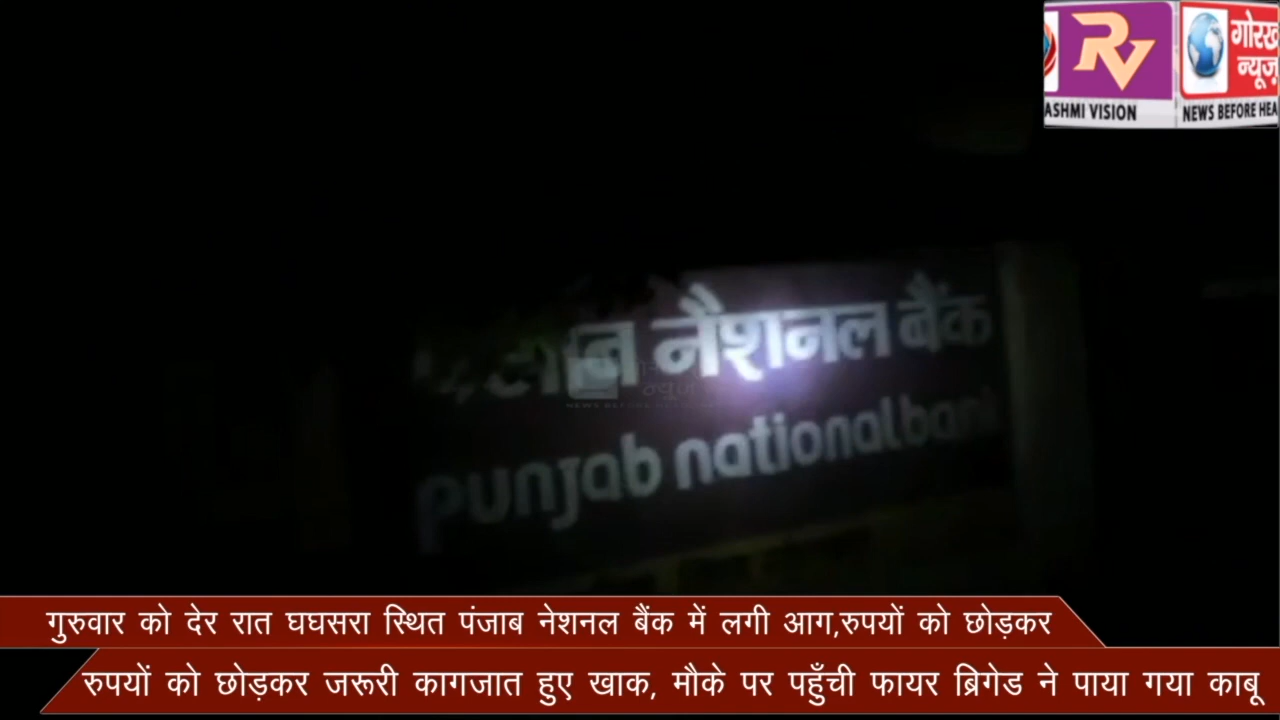 RV
गोरख
न्यूज़
ASHMI VISION
NEWS BEFORE HEA
नैशनल बैंक
punjab national bank
गुरुवार को देर रात घघसरा स्थित पंजाब नेशनल बैंक में लगी आग,रुपयों को छोड़कर
रुपयों को छोड़कर जरूरी कागजात हुए खाक, मौके पर पहुँची फायर ब्रिगेड ने पाया गया काबू